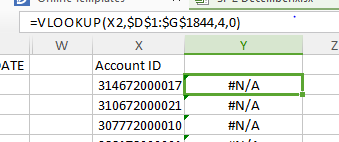 =VLOOKUP(X2,$D$1:$G$1844,4,0)
W X Y Z
DATE Account ID
314672000017 #N/A
310672000021 #N/A
307772000010 #N/A
#N/A